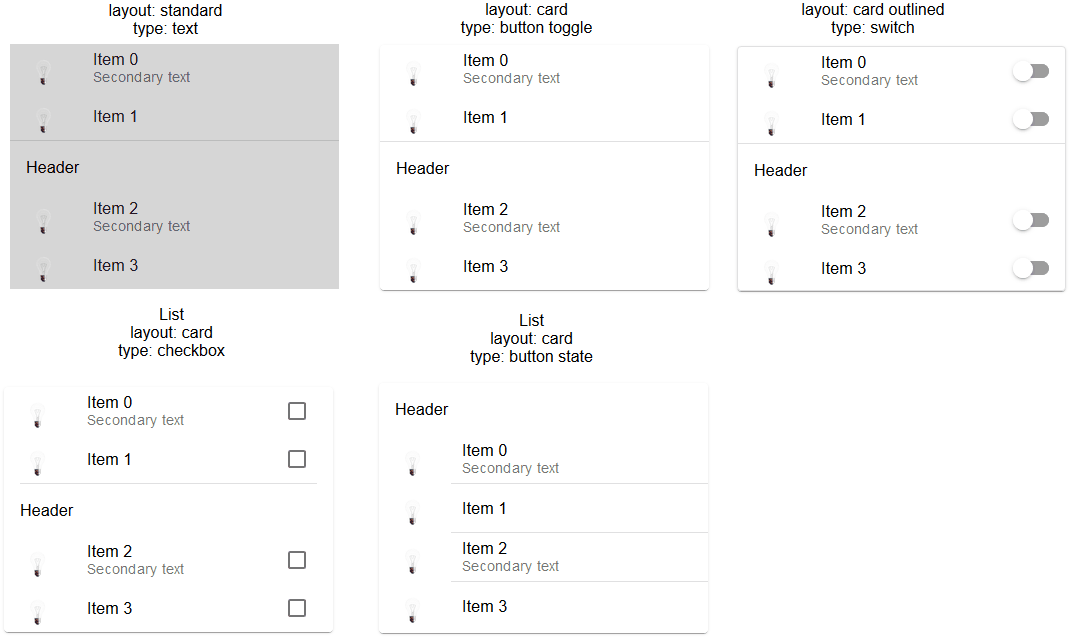 layout: standard
type: text
Item 0
Secondary text
Item 1
Header
Item 2
Secondary text
Item 3
layout: card
type: button toggle
Item 0
Secondary text
Item 1
Header
Item 2
Secondary text
Item 3
layout: card outlined
type: switch
Item 0
Secondary text
Item 1
Header
Item 2
Secondary text
Item 3
List
layout: card
type: checkbox
Item 0
Secondary text
Item 1
Header
Item 2
Secondary text
Item 3
List
layout: card
type: button state
Header
Item 0
Secondary text
Item 1
Item 2
Secondary text
Item 3